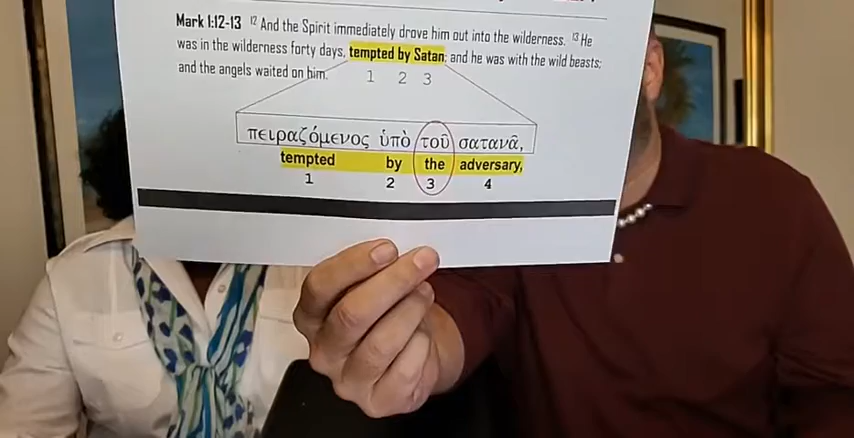 Mark 1:12-13 12 And the Spirit immediately drove him out into the wilderness. 13 He
was in the wilderness forty days, tempted by Satan; and he was with the wild beasts;
and the angels waited on him.
1 2 3
πειραζόμενος ὑπὸ τοῦ σατανᾶ,
tempted by the adversary,
1 2 3 4